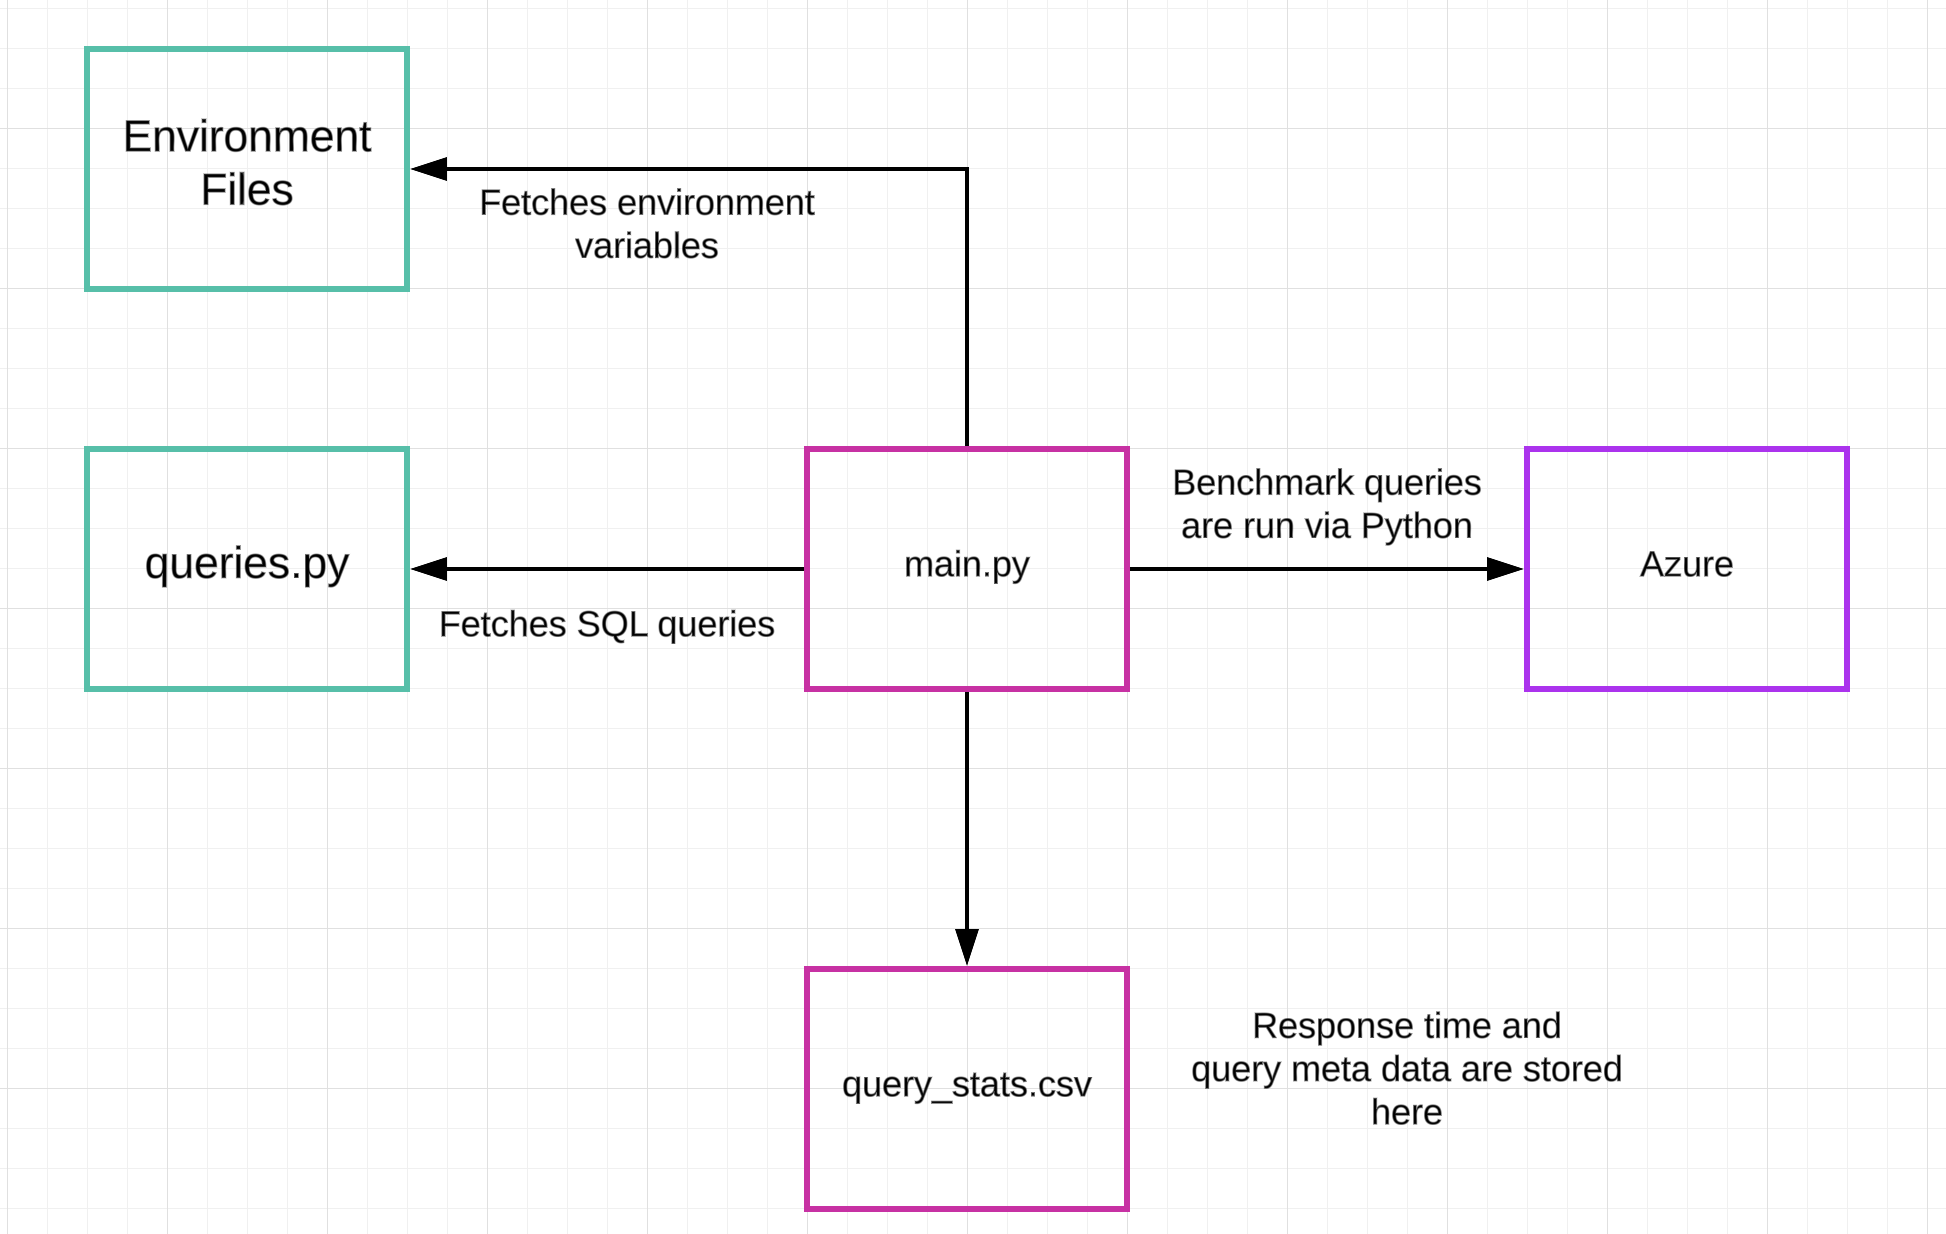 Environment
Files
Fetches environment
variables
queries.py
Fetches SQL queries
main.py
Benchmark queries
are run via Python
Azure
query_stats.csv
Response time and
query meta data are stored
here